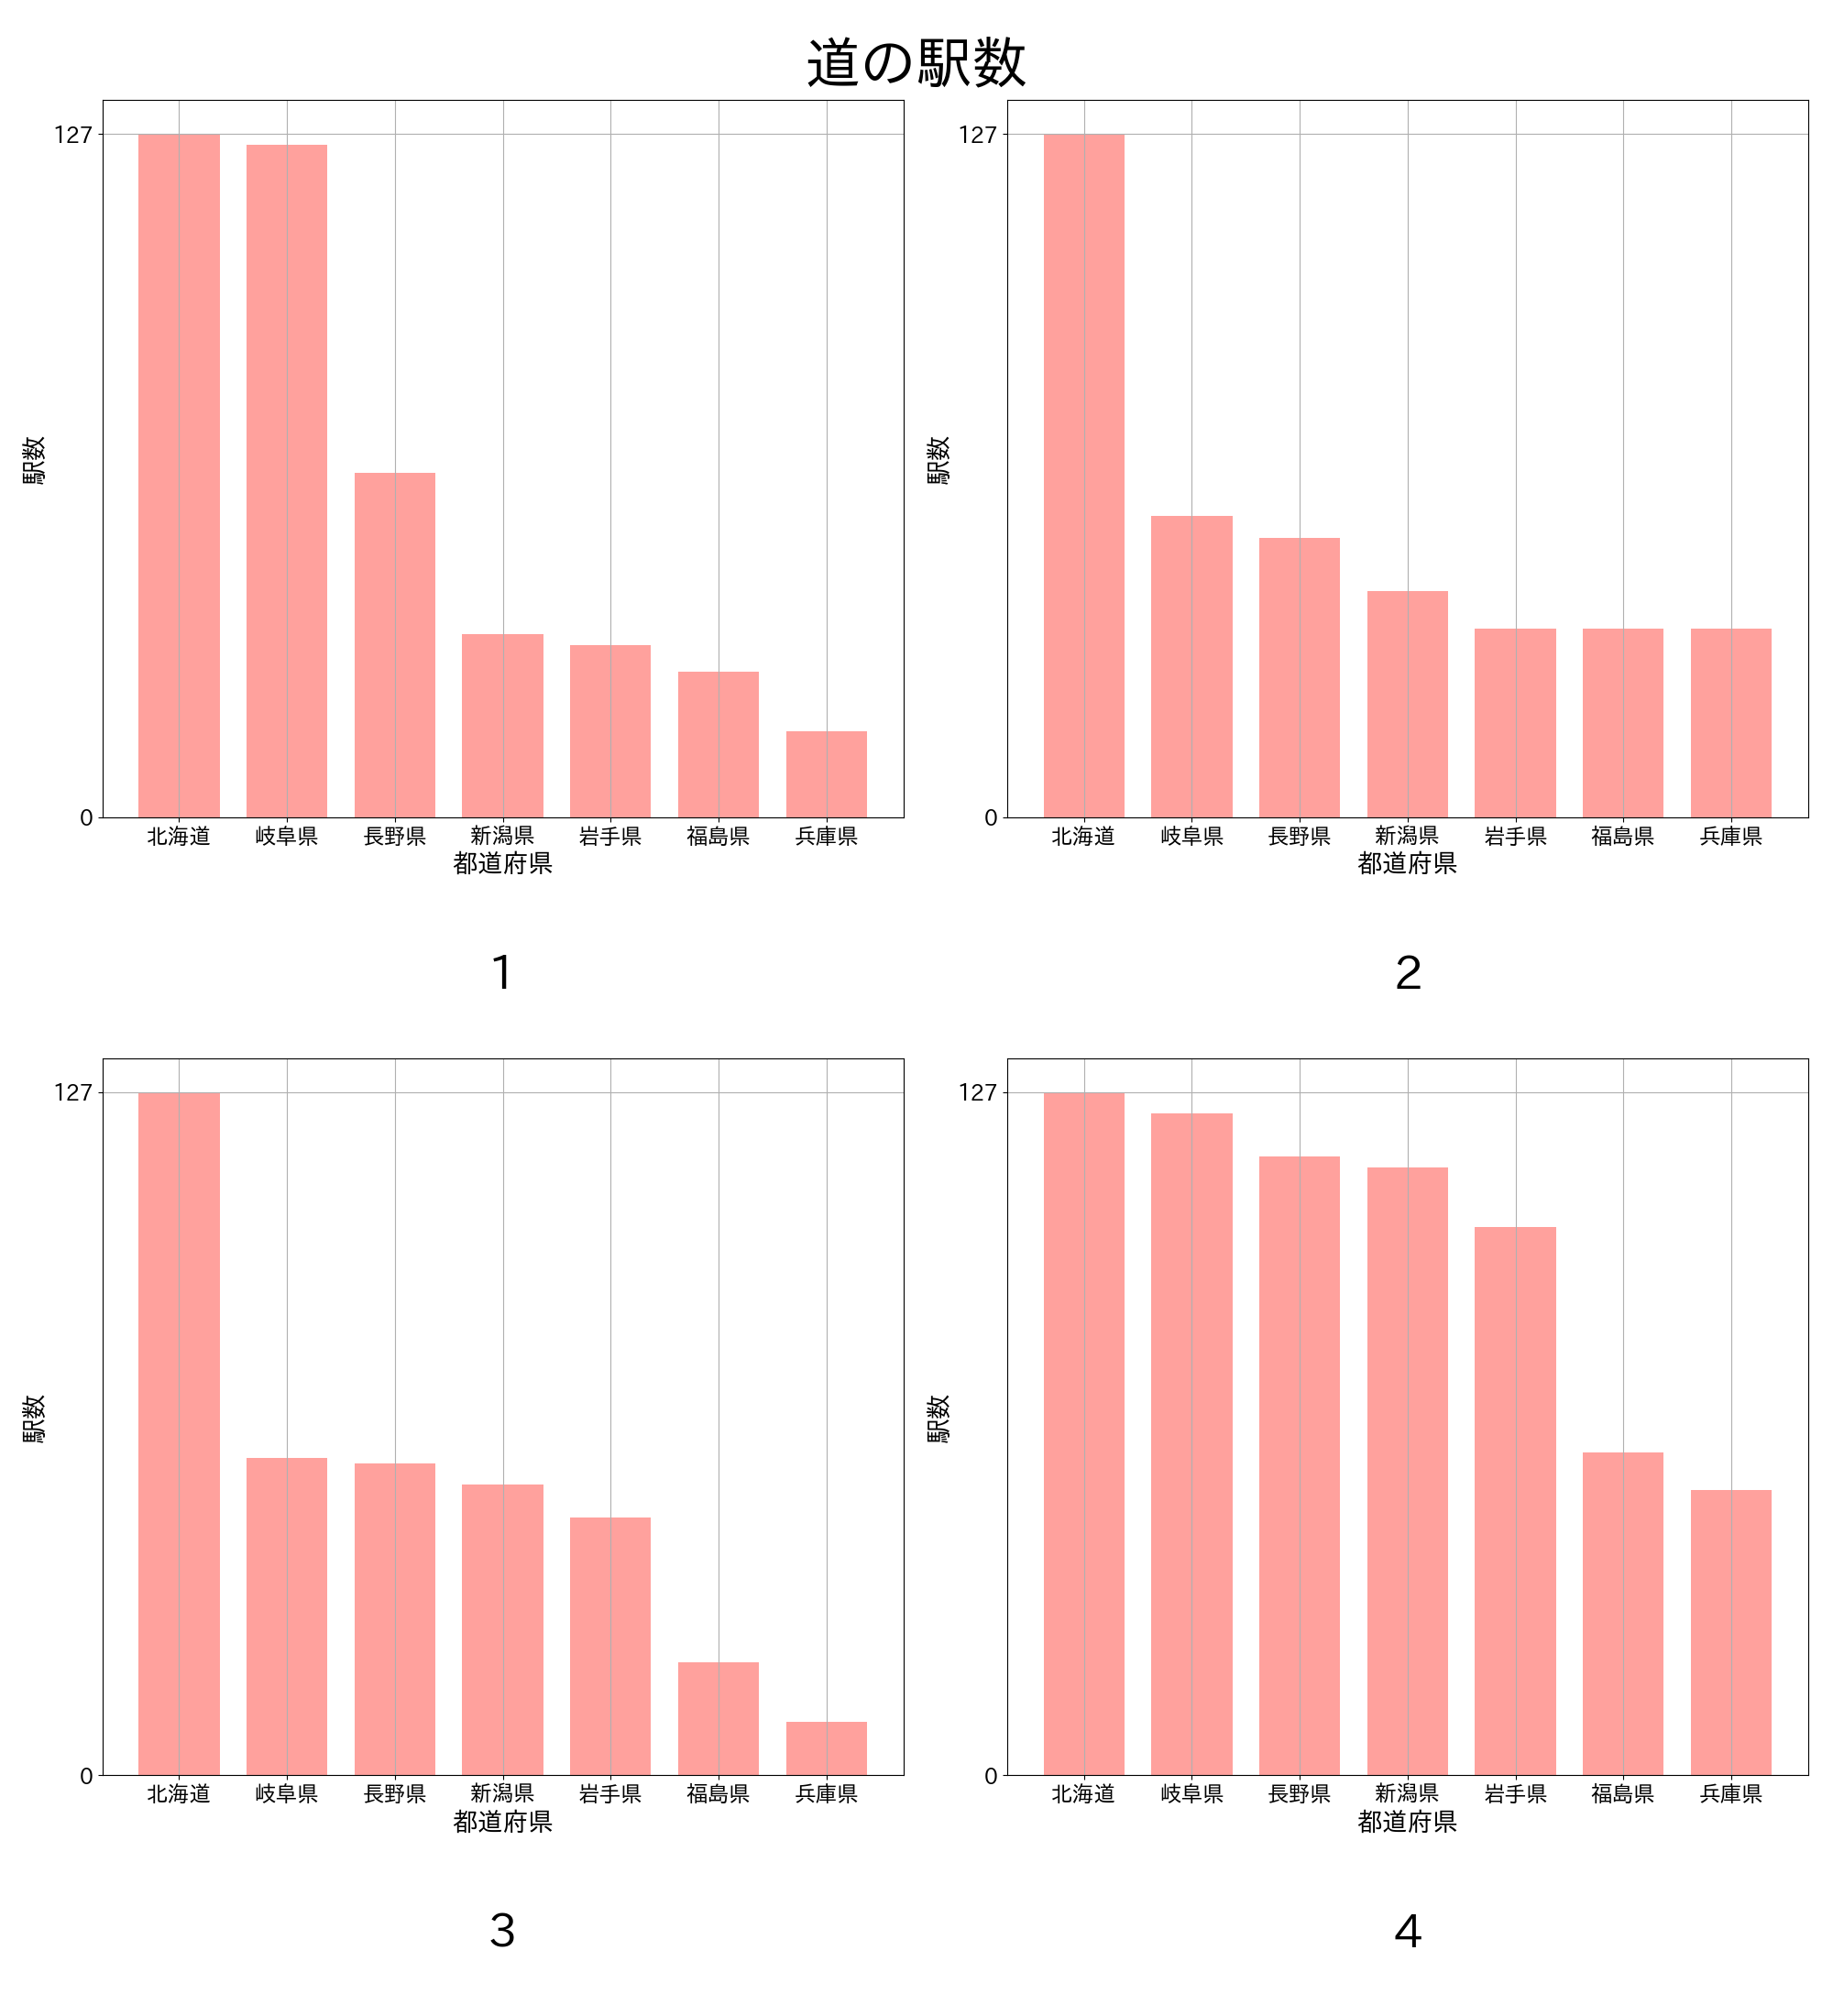 道の駅数
127
0
駅数
北海道 岐阜県 長野県 新潟県 岩手県 福島県 兵庫県
都道府県
1
127
0
駅数
北海道 岐阜県 長野県 新潟県 岩手県 福島県 兵庫県
都道府県
2
127
0
駅数
北海道 岐阜県 長野県 新潟県 岩手県 福島県 兵庫県
都道府県
3
127
0
駅数
北海道 岐阜県 長野県 新潟県 岩手県 福島県 兵庫県
都道府県
4